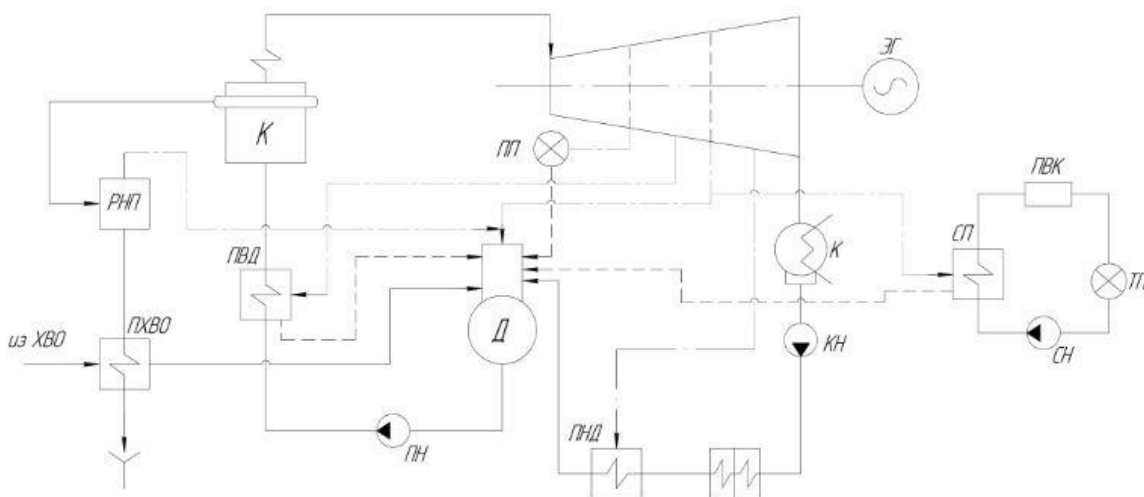 ЭГ
К
ПП
ПВК
РНП
СП
ПВД
К
ТП
Д
из ХВО
ПХВО
КН
СН
ПНД
ПН